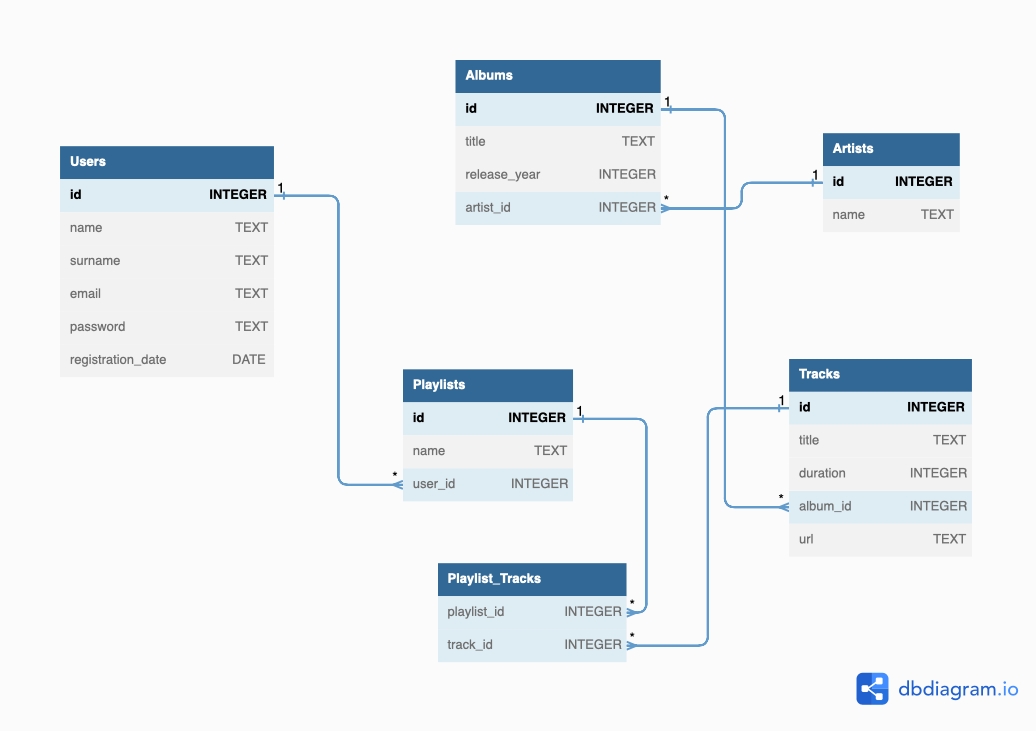 Albums
id INTEGER
title TEXT
release_year INTEGER
artist_id INTEGER
1
*
Artists
id INTEGER
name TEXT
1
Users
id INTEGER
name TEXT
surname TEXT
email TEXT
password TEXT
registration_date DATE
1
Playlists
id INTEGER
name TEXT
user_id INTEGER
1
*
Tracks
id INTEGER
title TEXT
duration INTEGER
album_id INTEGER
url TEXT
1
*
Playlist_Tracks
playlist_id INTEGER
track_id INTEGER
*
*
dbdiagram.io